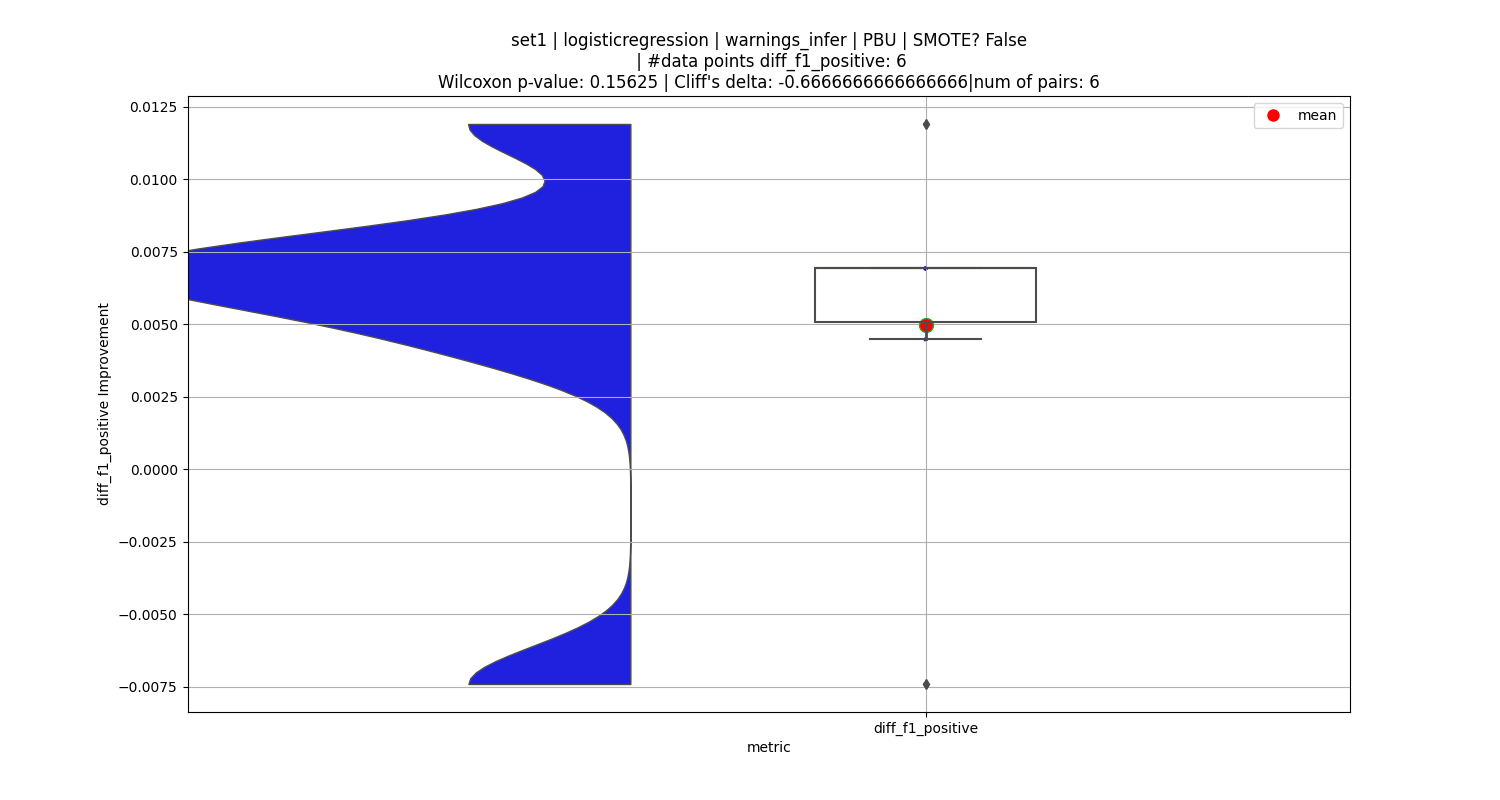 set1 | logisticregression | warnings_infer | PBU | SMOTE? False
| #data points diff_f1_positive: 6
Wilcoxon p-value: 0.15625 | Cliff's delta: -0.6666666666666666|num of pairs: 6
mean
0.0125
0.0100
0.0075
0.0050
0.0025
0.0000
−0.0025
−0.0050
−0.0075
diff_f1_positive Improvement
diff_f1_positive
metric